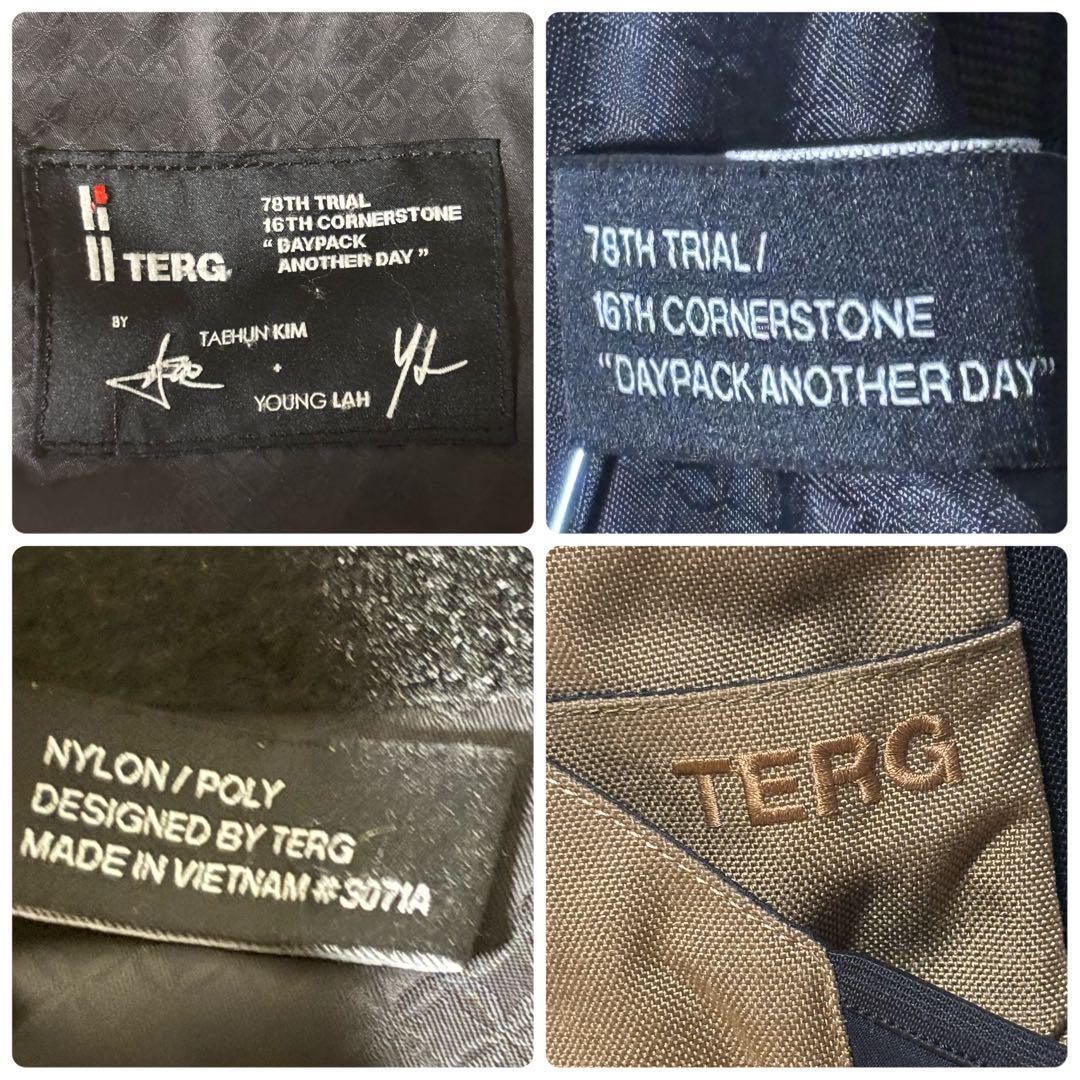 TERG
78TH TRIAL
16TH CORNERSTONE
“ DAYPACK
ANOTHER DAY ”
BY
TAEHUN KIM
YOUNG LAH
78TH TRIAL /
16TH CORNERSTONE
“DAYPACK ANOTHER DAY”
NYLON / POLY
DESIGNED BY TERG
MADE IN VIETNAM # S071A
TERG